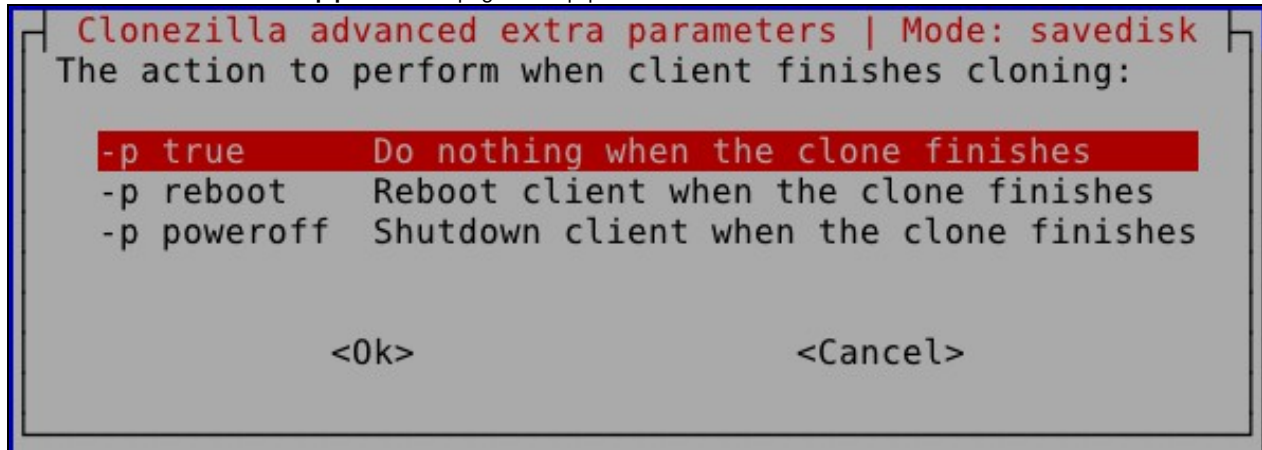 Clonezilla advanced extra parameters | Mode: savedisk
The action to perform when client finishes cloning:
-p true Do nothing when the clone finishes
-p reboot Reboot client when the clone finishes
-p poweroff Shutdown client when the clone finishes
<Ok> <Cancel>